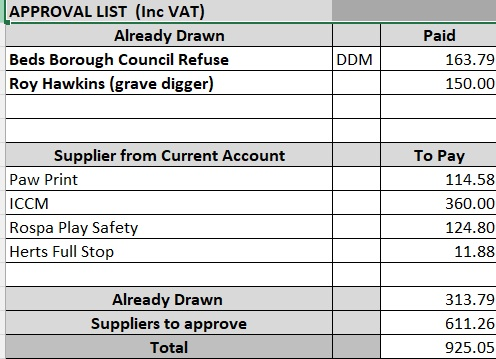 APPROVAL LIST (Inc VAT)
Already Drawn Paid
Beds Borough Council Refuse DDM 163.79
Roy Hawkins (grave digger) 150.00
Supplier from Current Account To Pay
Paw Print 114.58
ICCM 360.00
Rospa Play Safety 124.80
Herts Full Stop 11.88
Already Drawn 313.79
Suppliers to approve 611.26
Total 925.05